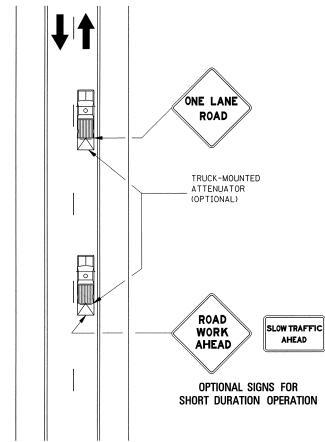 ONE LANE
ROAD
TRUCK-MOUNTED
ATTENUATOR
(OPTIONAL)
ROAD
WORK
AHEAD
SLOW TRAFFIC
AHEAD
OPTIONAL SIGNS FOR
SHORT DURATION OPERATION